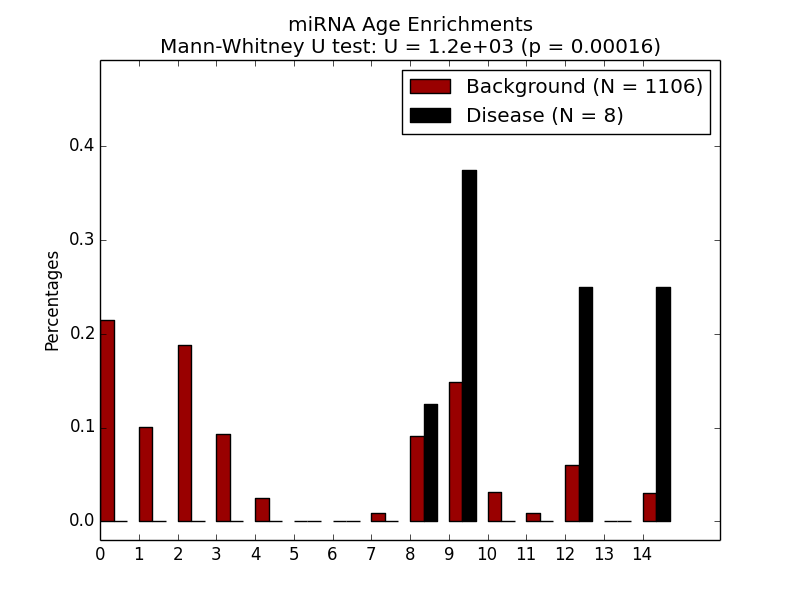 miRNA Age Enrichments
Mann-Whitney U test: U = 1.2e+03 (p = 0.00016)
Background (N = 1106)
Disease (N = 8)
Percentages
0.4
0.3
0.2
0.1
0.0
0 1 2 3 4 5 6 7 8 9 10 11 12 13 14